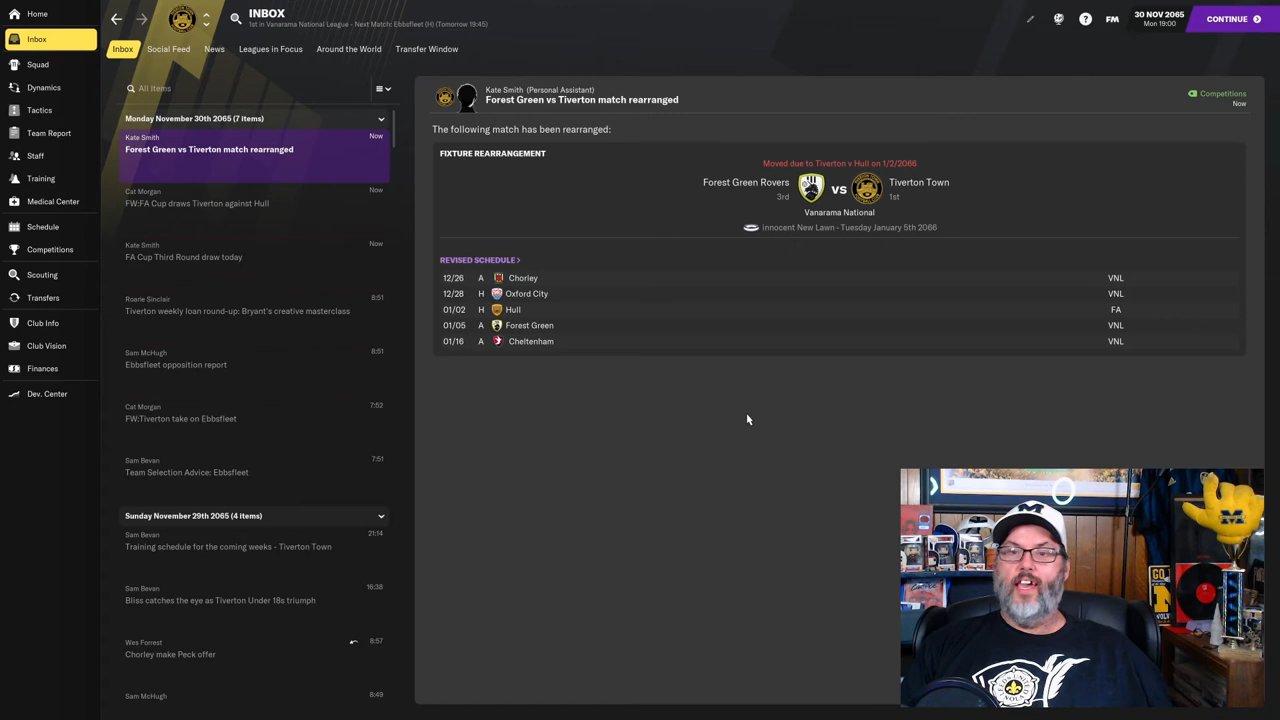 Home
Inbox
Squad
Dynamics
Tactics
Team Report
Staff
Training
Medical Center
Schedule
Competitions
Scouting
Transfers
Club Info
Club Vision
Finances
Dev. Center
INBOX
1st in Vanarama National League - Next Match: Ebbsfleet (H) (Tomorrow 19:45)
FM
30 NOV 2065
Mon 19:00
CONTINUE
Inbox
Social Feed
News
Leagues in Focus
Around the World
Transfer Window
All Items
Monday November 30th 2065 (7 items)
Kate Smith
Now
Forest Green vs Tiverton match rearranged
Cat Morgan
Now
FW:FA Cup draws Tiverton against Hull
Kate Smith
Now
FA Cup Third Round draw today
Roarie Sinclair
8:51
Tiverton weekly loan round-up: Bryant's creative masterclass
Sam McHugh
8:51
Ebbsfleet opposition report
Cat Morgan
7:52
FW:Tiverton take on Ebbsfleet
Sam Bevan
7:51
Team Selection Advice: Ebbsfleet
Sunday November 29th 2065 (4 items)
Sam Bevan
21:14
Training schedule for the coming weeks - Tiverton Town
Sam Bevan
16:38
Bliss catches the eye as Tiverton Under 18s triumph
Wes Forrest
8:57
Chorley make Peck offer
Sam McHugh
8:49
Kate Smith (Personal Assistant)
Forest Green vs Tiverton match rearranged
Competitions
Now
The following match has been rearranged:
FIXTURE REARRANGEMENT
Moved due to Tiverton v Hull on 1/2/2066
Forest Green Rovers
3rd
vs
Tiverton Town
1st
Vanarama National
innocent New Lawn - Tuesday January 5th 2066
REVISED SCHEDULE >
12/26 A Chorley VNL
12/28 H Oxford City VNL
01/02 H Hull FA
01/05 A Forest Green VNL
01/16 A Cheltenham VNL
M
GO